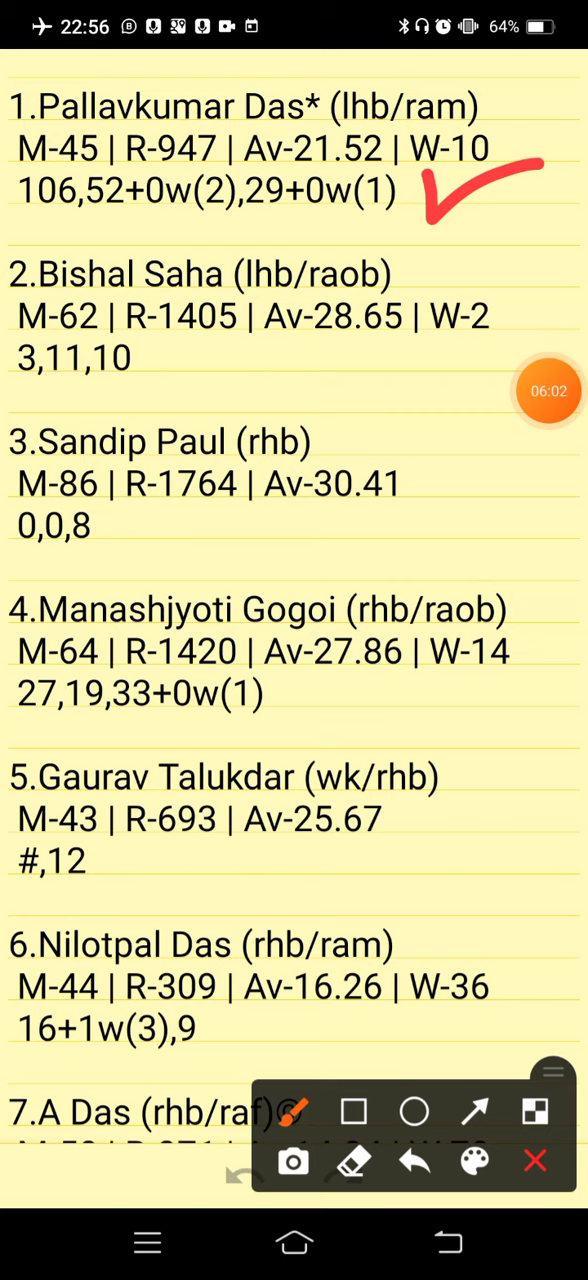 22:56
64%
1.Pallavkumar Das* (lhb/ram)
M-45 | R-947 | Av-21.52 | W-10
106,52+0w(2),29+0w(1)
2.Bishal Saha (lhb/raob)
M-62 | R-1405 | Av-28.65 | W-2
3,11,10
06:02
3.Sandip Paul (rhb)
M-86 | R-1764 | Av-30.41
0,0,8
4.Manashjyoti Gogoi (rhb/raob)
M-64 | R-1420 | Av-27.86 | W-14
27,19,33+0w(1)
5.Gaurav Talukdar (wk/rhb)
M-43 | R-693 | Av-25.67
#,12
6.Nilotpal Das (rhb/ram)
M-44 | R-309 | Av-16.26 | W-36
16+1w(3),9
7.A Das (rhb/raf)©